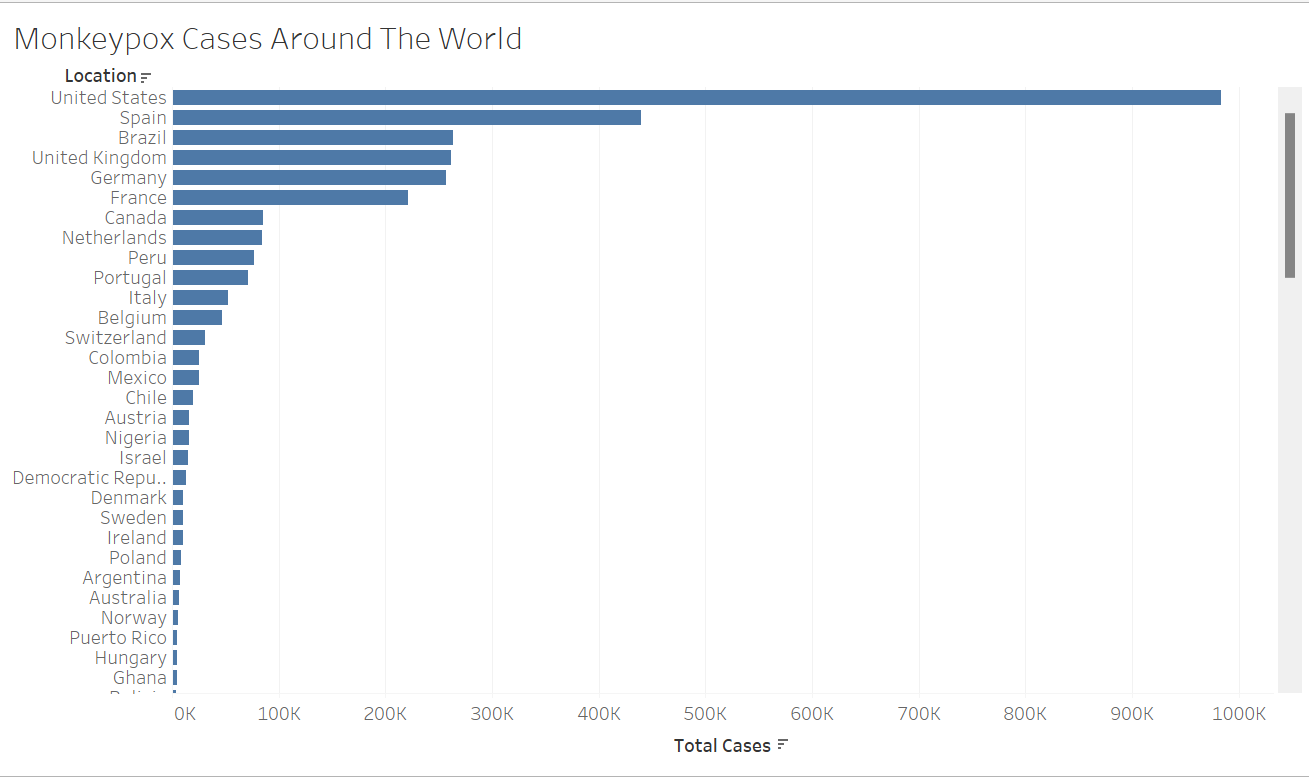 Monkeypox Cases Around The World
Location
United States
Spain
Brazil
United Kingdom
Germany
France
Canada
Netherlands
Peru
Portugal
Italy
Belgium
Switzerland
Colombia
Mexico
Chile
Austria
Nigeria
Israel
Democratic Repu..
Denmark
Sweden
Ireland
Poland
Argentina
Australia
Norway
Puerto Rico
Hungary
Ghana
0K 100K 200K 300K 400K 500K 600K 700K 800K 900K 1000K
Total Cases